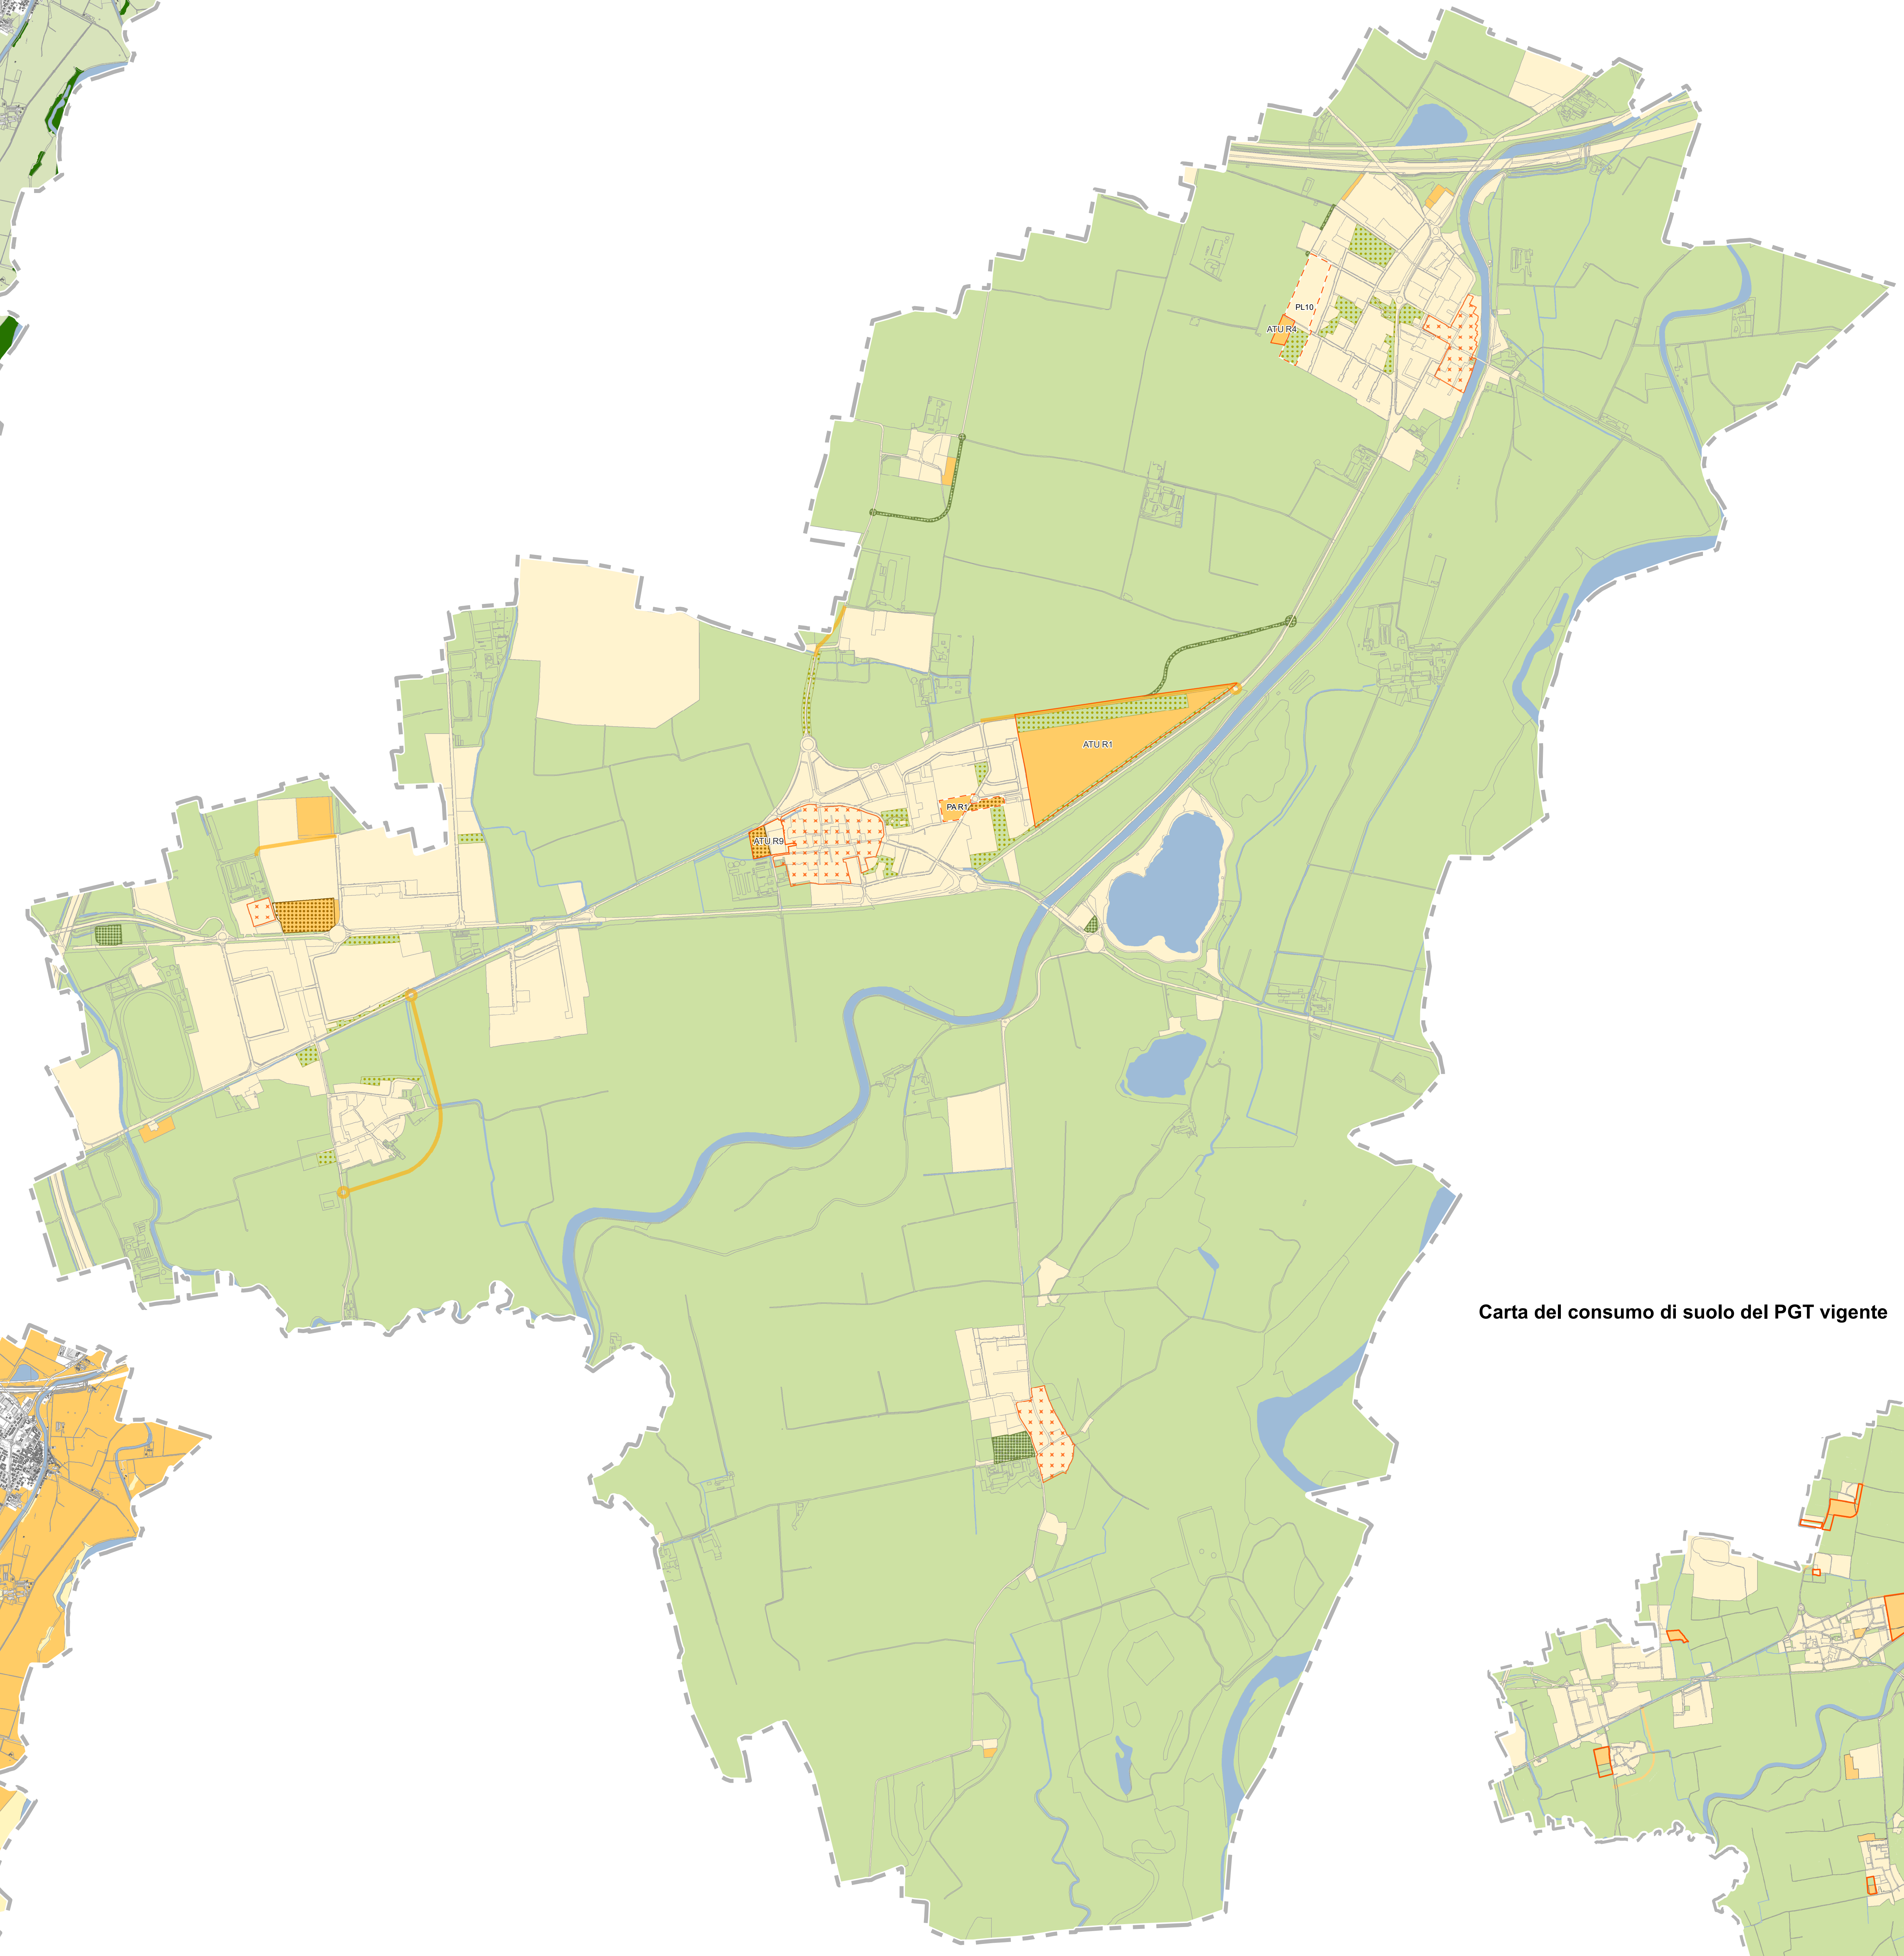 PL10
ATU R4
ATU R1
PA R1
ATU R9
Carta del consumo di suolo del PGT vigente